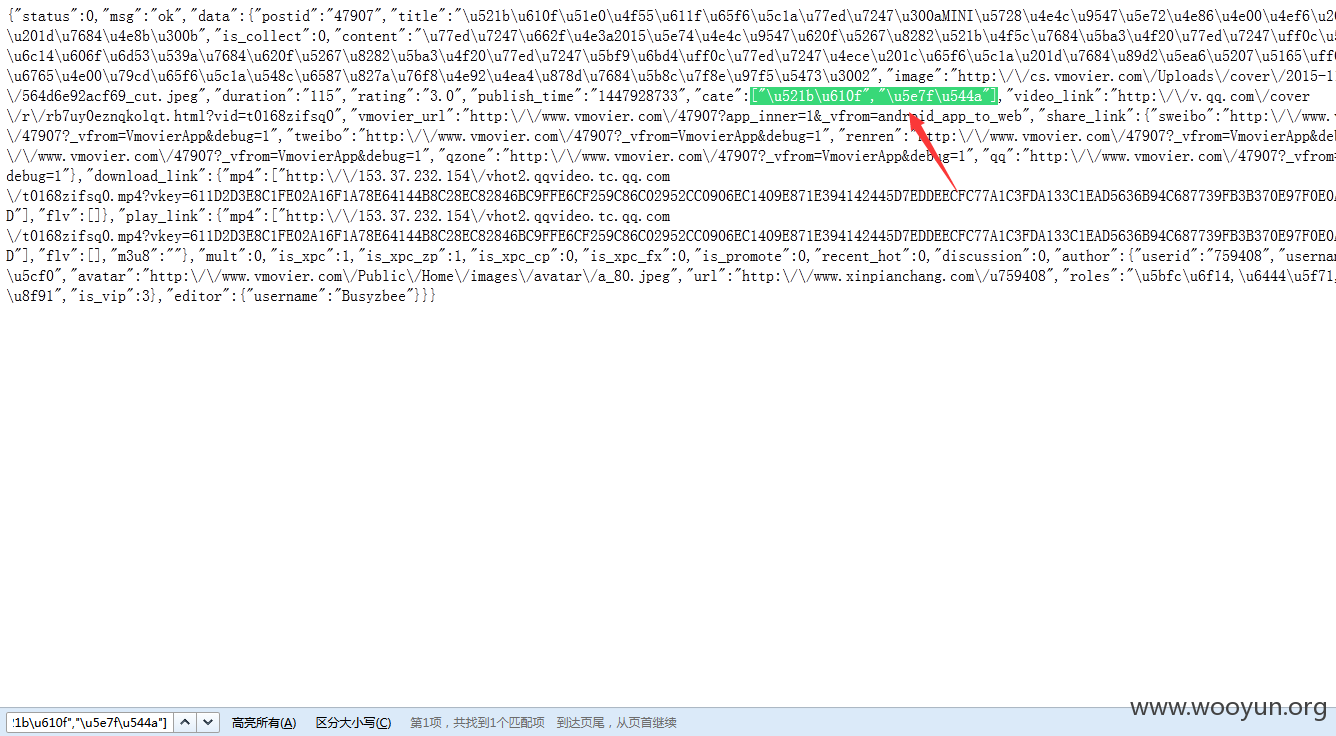 {"status":0,"msg":"ok","data":{"postid":"47907","title":"\u521b\u610f\u51e0\u4f55\u611f\u65f6\u5c1a\u77ed\u7247\u300aMINI\u5728\u4e4c\u9547\u5e72\u4e86\u4e00\u4ef6\u20
\u201d\u7684\u4e8b\u300b","is_collect":0,"content":"\u77ed\u7247\u662f\u4e3a2015\u5e74\u4e4c\u9547\u620f\u5267\u8282\u521b\u4f5c\u7684\u5ba3\u4f20\u77ed\u7247\uff0c\u5
\u6c14\u606f\u6d53\u539a\u7684\u620f\u5267\u8282\u5ba3\u4f20\u77ed\u7247\u5bf9\u6bd4\uff0c\u77ed\u7247\u4ece\u201c\u65f6\u5c1a\u201d\u7684\u89d2\u5ea6\u5207\u5165\uff
\u6765\u4e00\u79cd\u65f6\u5c1a\u548c\u6587\u827a\u76f8\u4e92\u4ea4\u878d\u7684\u5b8c\u7f8e\u97f5\u5473\u3002","image":"http:\/\/cs.vmovier.com\/Uploads\/cover\/2015-1
\/564d6e92acf69_cut.jpeg","duration":"115","rating":"3.0","publish_time":"1447928733","cate":["\u521b\u610f","\u5e7f\u544a"],"video_link":"http:\/\/v.qq.com\/cover
\/r\/rb7uy0eznqkolqt.html?vid=t0168zifsq0","vmovier_url":"http:\/\/www.vmovier.com\/47907?app_inner=1&_vfrom=android_app_to_web","share_link":{"sweibo":"http:\/\/www.v
\/47907?_vfrom=VmovierApp&debug=1","tweibo":"http:\/\/www.vmovier.com\/47907?_vfrom=VmovierApp&debug=1","renren":"http:\/\/www.vmovier.com\/47907?_vfrom=VmovierApp&de
\/\/www.vmovier.com\/47907?_vfrom=VmovierApp&debug=1","qzone":"http:\/\/www.vmovier.com\/47907?_vfrom=VmovierApp&debug=1","qq":"http:\/\/www.vmovier.com\/47907?_vfrom=
debug=1"},"download_link":{"mp4":["http:\/\/153.37.232.154\/vhot2.qqvideo.tc.qq.com
\/t0168zifsq0.mp4?vkey=611D2D3E8C1FE02A16F1A78E64144B8C28EC82846BC9FFE6CF259C86C02952CC0906EC1409E871E394142445D7EDDEECFC77A1C3FDA133C1EAD5636B94C687739FB3B370E97F0E0A
D"],"flv":[]},"play_link":{"mp4":["http:\/\/153.37.232.154\/vhot2.qqvideo.tc.qq.com
\/t0168zifsq0.mp4?vkey=611D2D3E8C1FE02A16F1A78E64144B8C28EC82846BC9FFE6CF259C86C02952CC0906EC1409E871E394142445D7EDDEECFC77A1C3FDA133C1EAD5636B94C687739FB3B370E97F0E0A
D"],"flv":[],"m3u8":""},"mult":0,"is_xpc":1,"is_xpc_zp":1,"is_xpc_cp":0,"is_xpc_fx":0,"is_promote":0,"recent_hot":0,"discussion":0,"author":{"userid":"759408","userna
\u5cf0","avatar":"http:\/\/www.vmovier.com\/Public\/Home\/images\/avatar\/a_80.jpeg","url":"http:\/\/www.xinpianchang.com\/u759408","roles":"\u5bfc\u6f14,\u6444\u5f71,
\u8f91","is_vip":3},"editor":{"username":"Busyzbee"}}}
21b\u610f","\u5e7f\u544a"] 高亮所有(A) 区分大小写(C) 第1项，共找到1个匹配项 到达页尾，从页首继续
www.wooyun.org